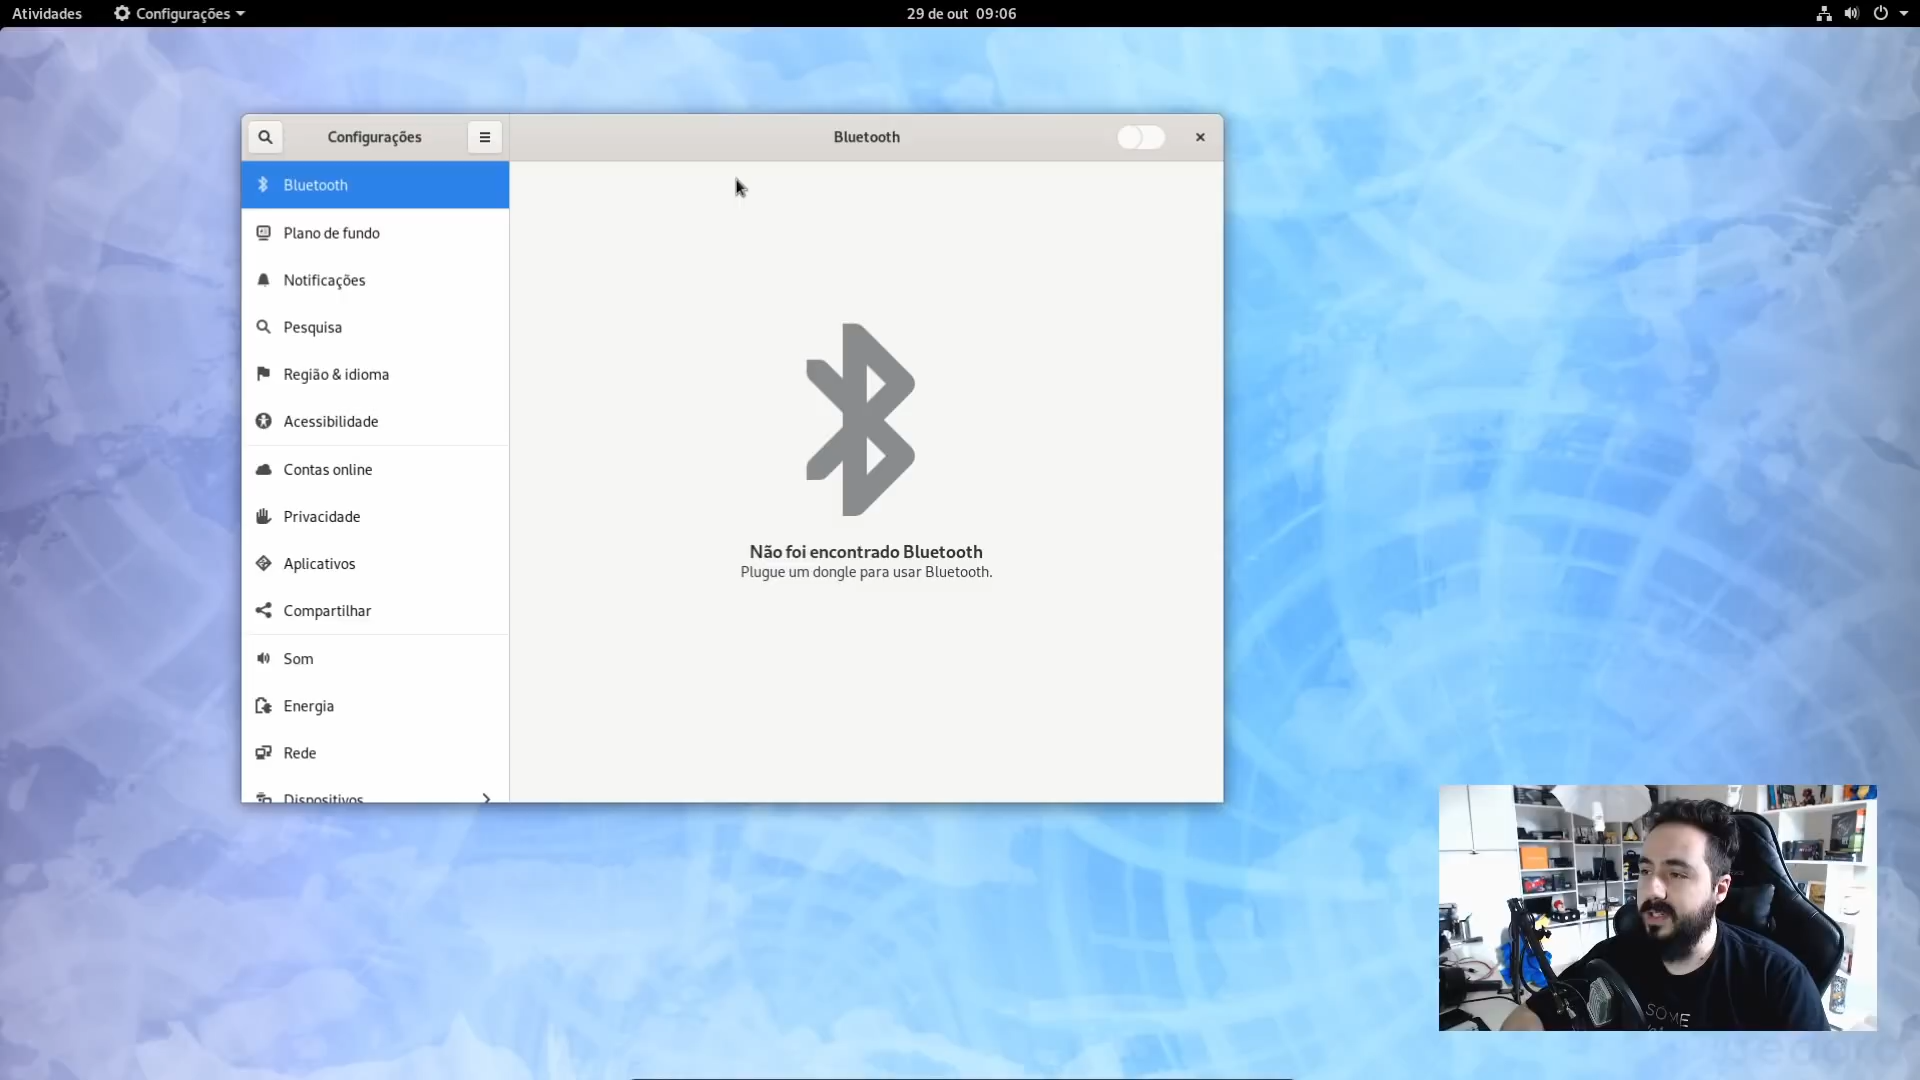 Atividades
Configurações
29 de out 09:06
Configurações
Bluetooth
Bluetooth
Plano de fundo
Notificações
Pesquisa
Região & idioma
Acessibilidade
Contas online
Privacidade
Aplicativos
Compartilhar
Som
Energia
Rede
Dispositivos
Não foi encontrado Bluetooth
Plugue um dongle para usar Bluetooth.
SOME